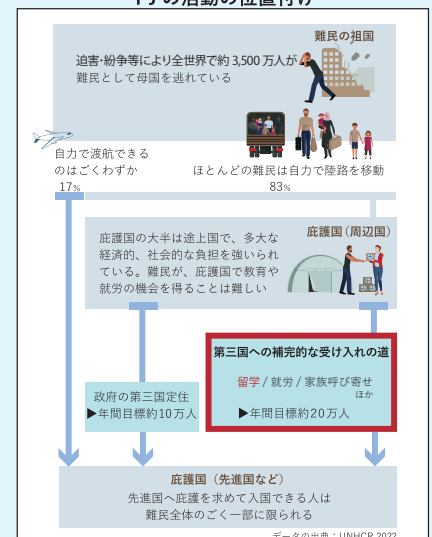 の活動の位置付け
難民の祖国
迫害・紛争等により全世界で約3,500万人が
難民として母国を逃れている
自力で渡航できる
のはごくわずか
17%
ほとんどの難民は自力で陸路を移動
83%
庇護国（周辺国）
庇護国の大半は途上国で、多大な
経済的、社会的な負担を強いられ
ている。難民が、庇護国で教育や
就労の機会を得ることは難しい
政府の第三国定住
▶年間目標約10万人
第三国への補完的な受け入れの道
留学 / 就労 / 家族呼び寄せ
ほか
▶年間目標約20万人
庇護国（先進国など）
先進国へ庇護を求めて入国できる人は
難民全体のごく一部に限られる
データの出典：UNHCR 2022